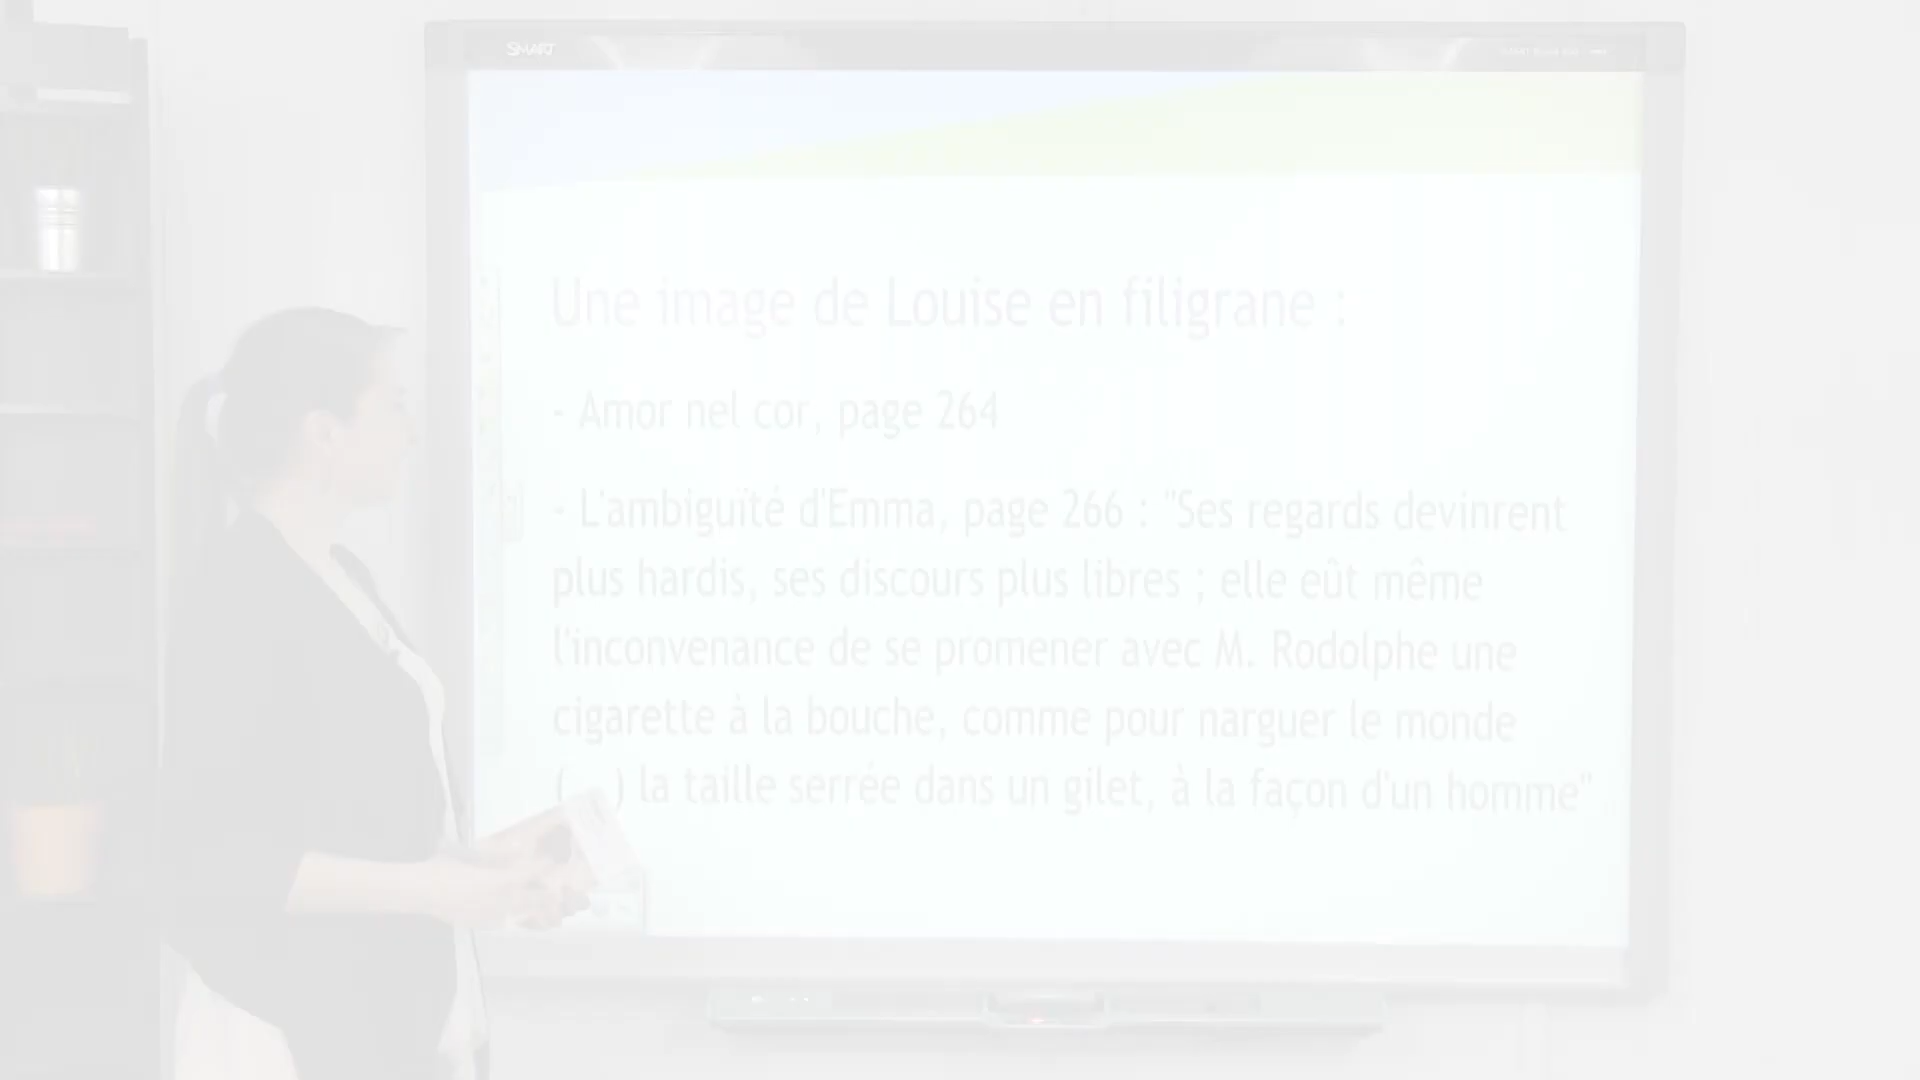 SMART
Une image de Louise en filigrane :
- Amor nel cor, page 264
- L'ambiguïté d'Emma, page 266 : "Ses regards devinrent
plus hardis, ses discours plus libres ; elle eût même
l'inconvenance de se promener avec M. Rodolphe une
cigarette à la bouche, comme pour narguer le monde
( ) la taille serrée dans un gilet, à la façon d'un homme"